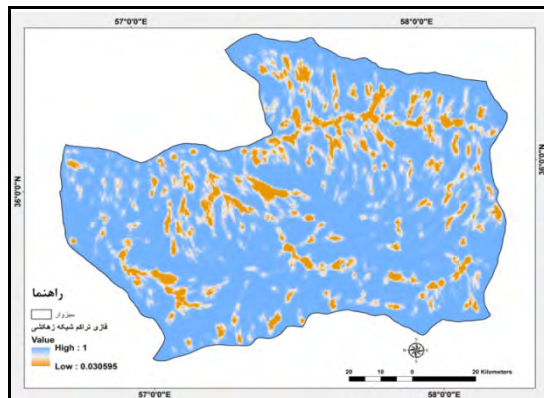 57°0'0"E
58°0'0"E
36°0'0"N
36°0'0"N
راهنما
سبزوار
فازی تراکم شبکه زهکشی
Value
High : 1
Low : 0.030595
20 10 0 20 Kilometers
57°0'0"E
58°0'0"E